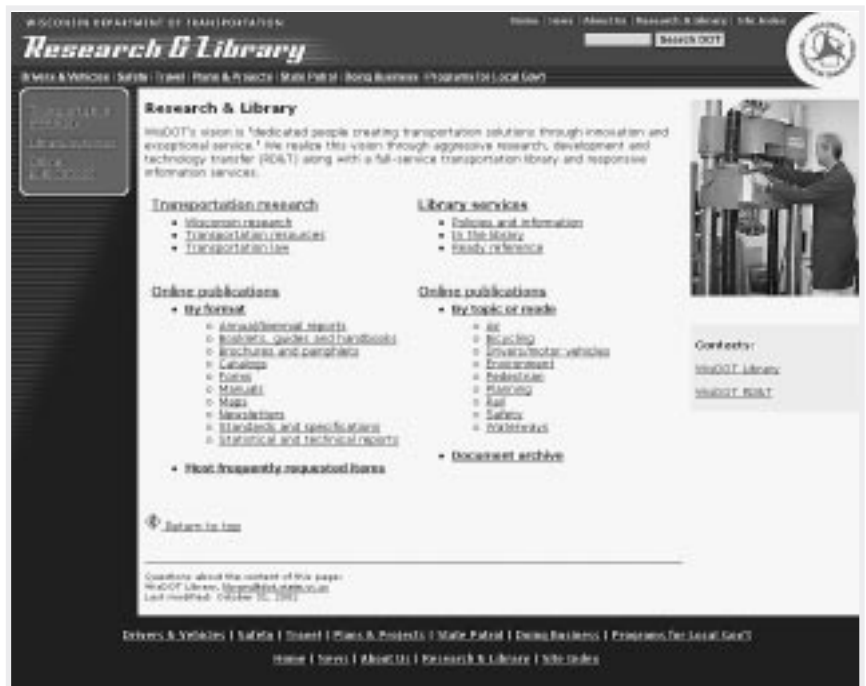 WISCONSIN DEPARTMENT OF TRANSPORTATION
Home | News | About Us | Research & Library | Site Index
Research & Library
Search DOT
Drivers & Vehicles | Safety | Travel | Plans & Projects | State Patrol | Doing Business | Programs for Local Gov't
Research & Library
WisDOT's vision is "dedicated people creating transportation solutions through innovation and
exceptional service." We realize this vision through aggressive research, development and
technology transfer (RD&T) along with a full-service transportation library and responsive
information services.
Transportation research
• Wisconsin research
• Transportation resources
• Transportation law
Library services
• Policies and information
• In the library
• Ready reference
Online publications
• By format
Annual/biennial reports
Booklets, guides and handbooks
Brochures and pamphlets
Catalogs
Forms
Manuals
Maps
Newsletters
Standards and specifications
Statistical and technical reports
• Most frequently requested items
Online publications
• By topic or mode
Air
Bicycling
Drivers/motor vehicles
Environment
Pedestrian
Planning
Rail
Safety
Waterways
• Document archive
Contacts:
WisDOT Library
WisDOT RD&T
Return to top
Questions about the content of this page:
WisDOT Library,
Last modified: October
Drivers & Vehicles | Safety | Travel | Plans & Projects | State Patrol | Doing Business | Programs for Local Gov't
Home | News | About Us | Research & Library | Site Index